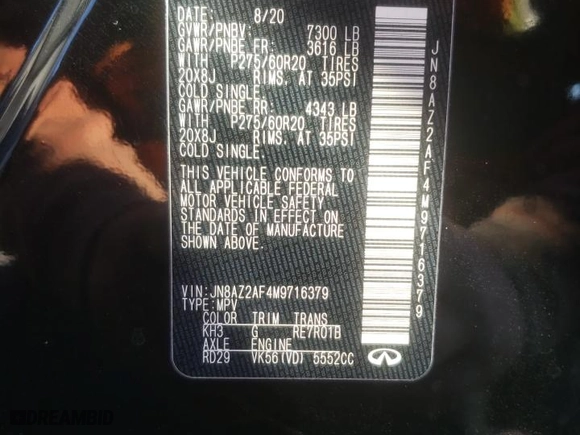 DATE: 8/20
GVWR/PNBV: 7300 LB
GAWR/PNBE FR: 3616 LB
WITH P275/60R20 TIRES
20X8J RIMS, AT 35PSI
COLD SINGLE.
GAWR/PNBE RR: 4343 LB
WITH P275/60R20 TIRES
20X8J RIMS, AT 35PSI
COLD SINGLE.
THIS VEHICLE CONFORMS TO
ALL APPLICABLE FEDERAL
MOTOR VEHICLE SAFETY
STANDARDS IN EFFECT ON
THE DATE OF MANUFACTURE
SHOWN ABOVE.
VIN: JN8AZ2AF4M9716379
TYPE: MPV
COLOR TRIM TRANS
KH3 G RE7R01B
AXLE ENGINE
RD29 VK56(VD) 5552CC
JN8AZ2AF4M9716379
DREAMBID